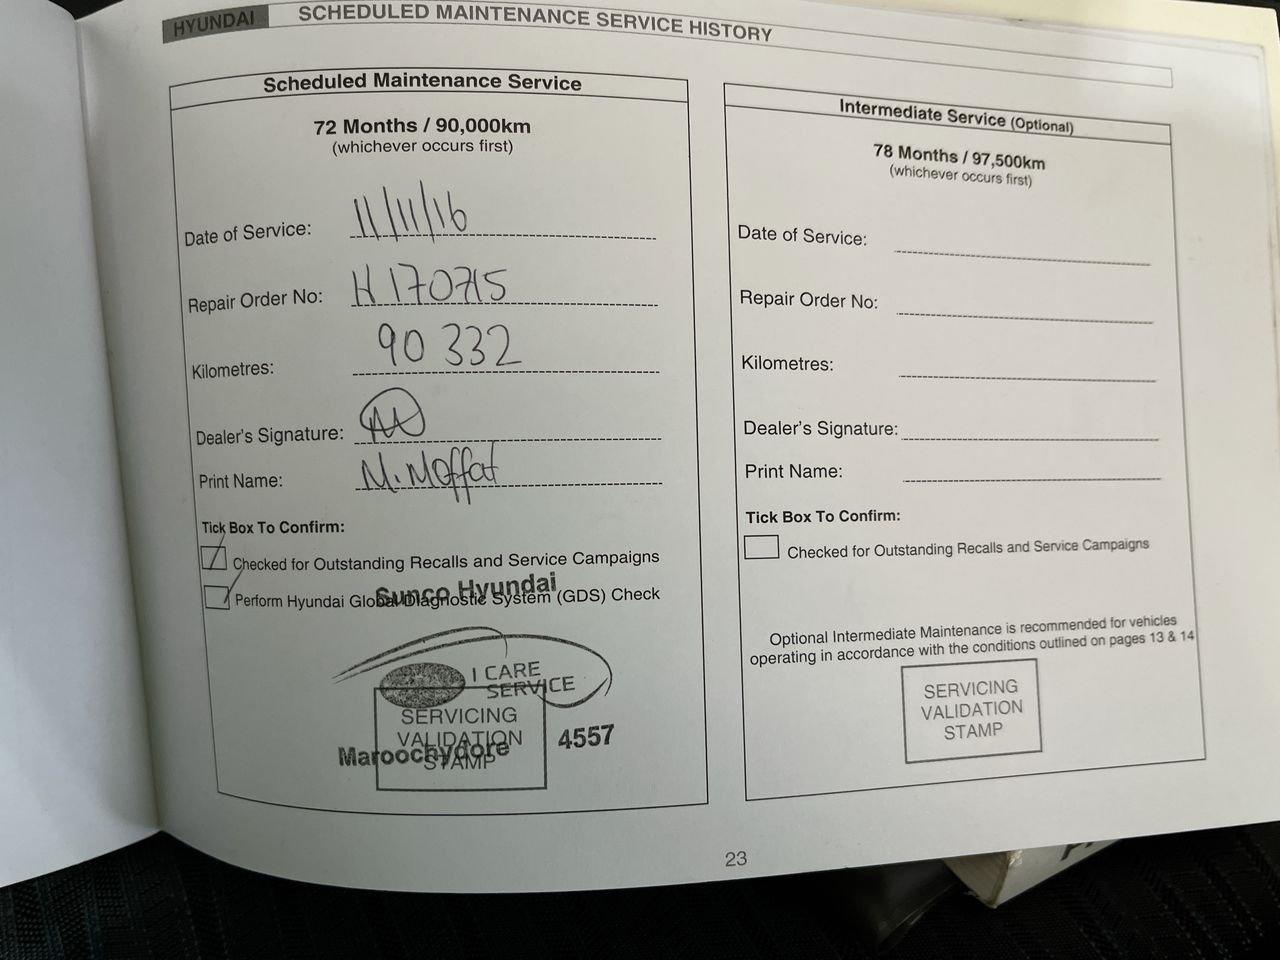 HYUNDAI
SCHEDULED MAINTENANCE SERVICE HISTORY
Scheduled Maintenance Service
72 Months / 90,000km
(whichever occurs first)
Date of Service: 11/11/16
Repair Order No: H170715
Kilometres: 90 332
Dealer's Signature:
Print Name: M. Moffat
Tick Box To Confirm:
Checked for Outstanding Recalls and Service Campaigns
Sunco Hyundai
Perform Hyundai Global Diagnostic System (GDS) Check
I CARE
SERVICE
SERVICING
VALIDATION
STAMP
Maroochydore 4557
Intermediate Service (Optional)
78 Months / 97,500km
(whichever occurs first)
Date of Service:
Repair Order No:
Kilometres:
Dealer's Signature:
Print Name:
Tick Box To Confirm:
Checked for Outstanding Recalls and Service Campaigns
Optional Intermediate Maintenance is recommended for vehicles
operating in accordance with the conditions outlined on pages 13 & 14
SERVICING
VALIDATION
STAMP
23